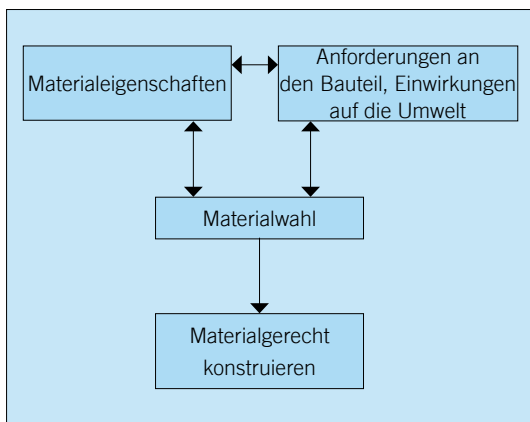 Materialeigenschaften
Anforderungen an
den Bauteil, Einwirkungen
auf die Umwelt
Materialwahl
Materialgerecht
konstruieren